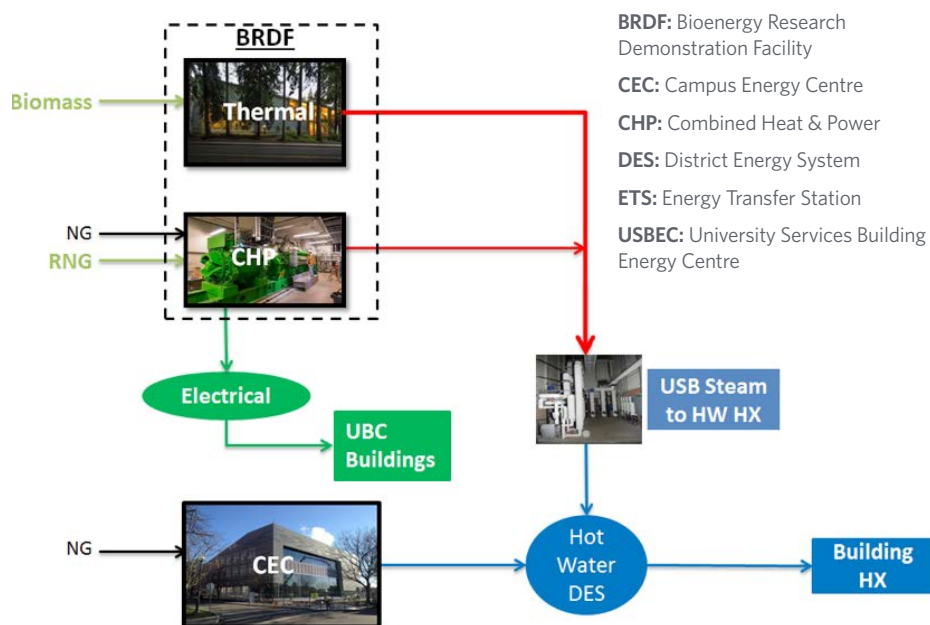 BRDF
Biomass
Thermal
NG
RNG
CHP
Electrical
UBC
Buildings
USB Steam
to HW HX
NG
CEC
Hot
Water
DES
Building
HX
BRDF: Bioenergy Research
Demonstration Facility
CEC: Campus Energy Centre
CHP: Combined Heat & Power
DES: District Energy System
ETS: Energy Transfer Station
USBEC: University Services Building
Energy Centre